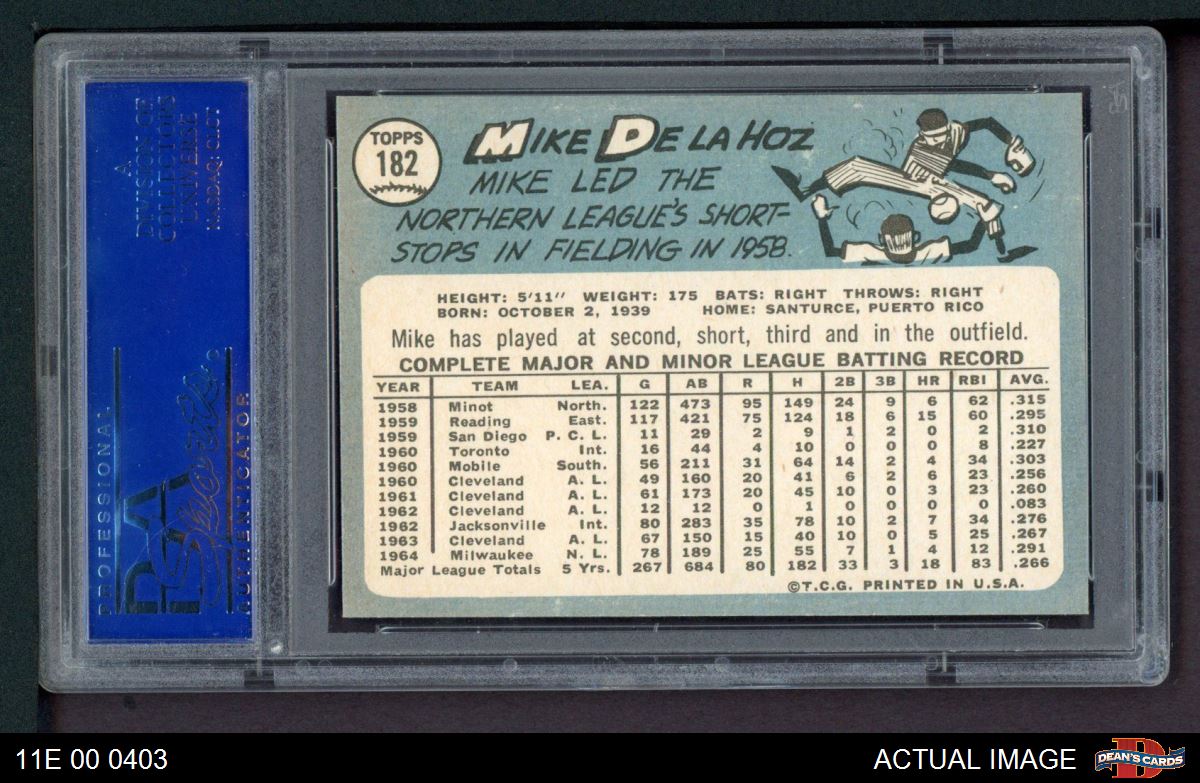 A
DIVISION OF
COLLECTORS
UNIVERSE
NASDAQ: CLCT
PROFESSIONAL
PSA
Sports
AUTHENTICATOR
TOPPS
182
MIKE DE LA HOZ
MIKE LED THE
NORTHERN LEAGUE'S SHORT-
STOPS IN FIELDING IN 1958.
HEIGHT: 5'11" WEIGHT: 175 BATS: RIGHT THROWS: RIGHT
BORN: OCTOBER 2, 1939 HOME: SANTURCE, PUERTO RICO
Mike has played at second, short, third and in the outfield.
COMPLETE MAJOR AND MINOR LEAGUE BATTING RECORD
YEAR TEAM LEA. G AB R H 2B 3B HR RBI AVG.
1958 Minot North. 122 473 95 149 24 9 6 62 .315
1959 Reading East. 117 421 75 124 18 6 15 60 .295
1959 San Diego P. C. L. 11 29 2 9 1 2 0 2 .310
1960 Toronto Int. 16 44 4 10 0 0 0 8 .227
1960 Mobile South. 56 211 31 64 14 2 4 34 .303
1960 Cleveland A. L. 49 160 20 41 6 2 6 23 .256
1961 Cleveland A. L. 61 173 20 45 10 0 3 23 .260
1962 Cleveland A. L. 12 12 0 1 0 0 0 0 .083
1962 Jacksonville Int. 80 283 35 78 10 2 7 34 .276
1963 Cleveland A. L. 67 150 15 40 10 0 5 25 .267
1964 Milwaukee N. L. 78 189 25 55 7 1 4 12 .291
Major League Totals 5 Yrs. 267 684 80 182 33 3 18 83 .266
©T.C.G. PRINTED IN U.S.A.
11E 00 0403
ACTUAL IMAGE
DEAN'S CARDS